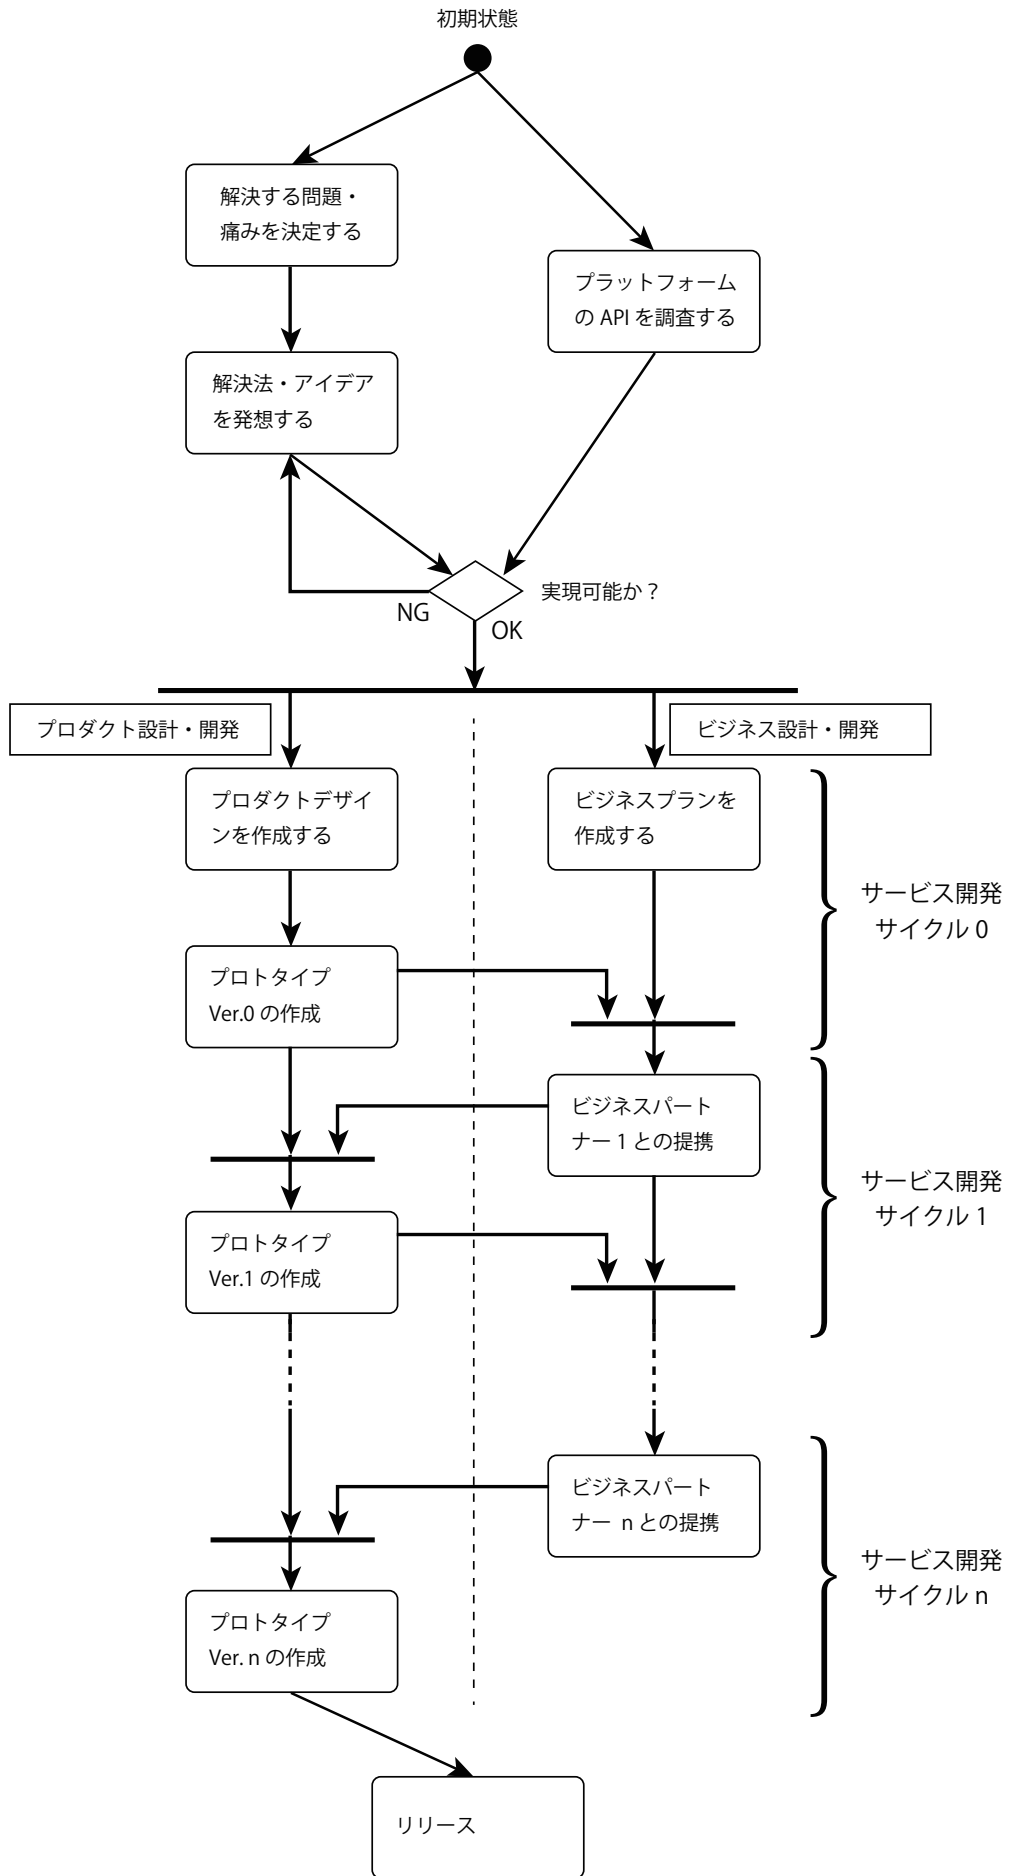 初期状態
解決する問題・
痛みを決定する
プラットフォーム
の API を調査する
解決法・アイデア
を発想する
実現可能か？
NG
OK
プロダクト設計・開発
ビジネス設計・開発
プロダクトデザイ
ンを作成する
ビジネスプランを
作成する
サービス開発
サイクル 0
プロトタイプ
Ver.0 の作成
ビジネスパート
ナー 1 との提携
サービス開発
サイクル 1
プロトタイプ
Ver.1 の作成
ビジネスパート
ナー n との提携
サービス開発
サイクル n
プロトタイプ
Ver. n の作成
リリース